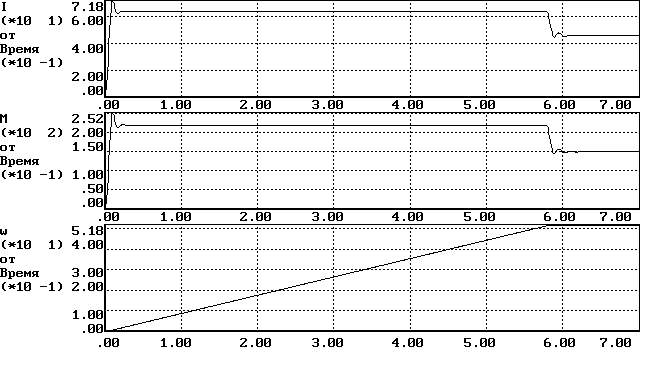 I 7.18
(*10 1) 6.00
от
Время 4.00
(*10 -1)
2.00
.00
.00 1.00 2.00 3.00 4.00 5.00 6.00 7.00
M 2.52
(*10 2) 2.00
от 1.50
Время
(*10 -1) 1.00
.50
.00
.00 1.00 2.00 3.00 4.00 5.00 6.00 7.00
w 5.18
(*10 1) 4.00
от
Время 3.00
(*10 -1) 2.00
1.00
.00
.00 1.00 2.00 3.00 4.00 5.00 6.00 7.00